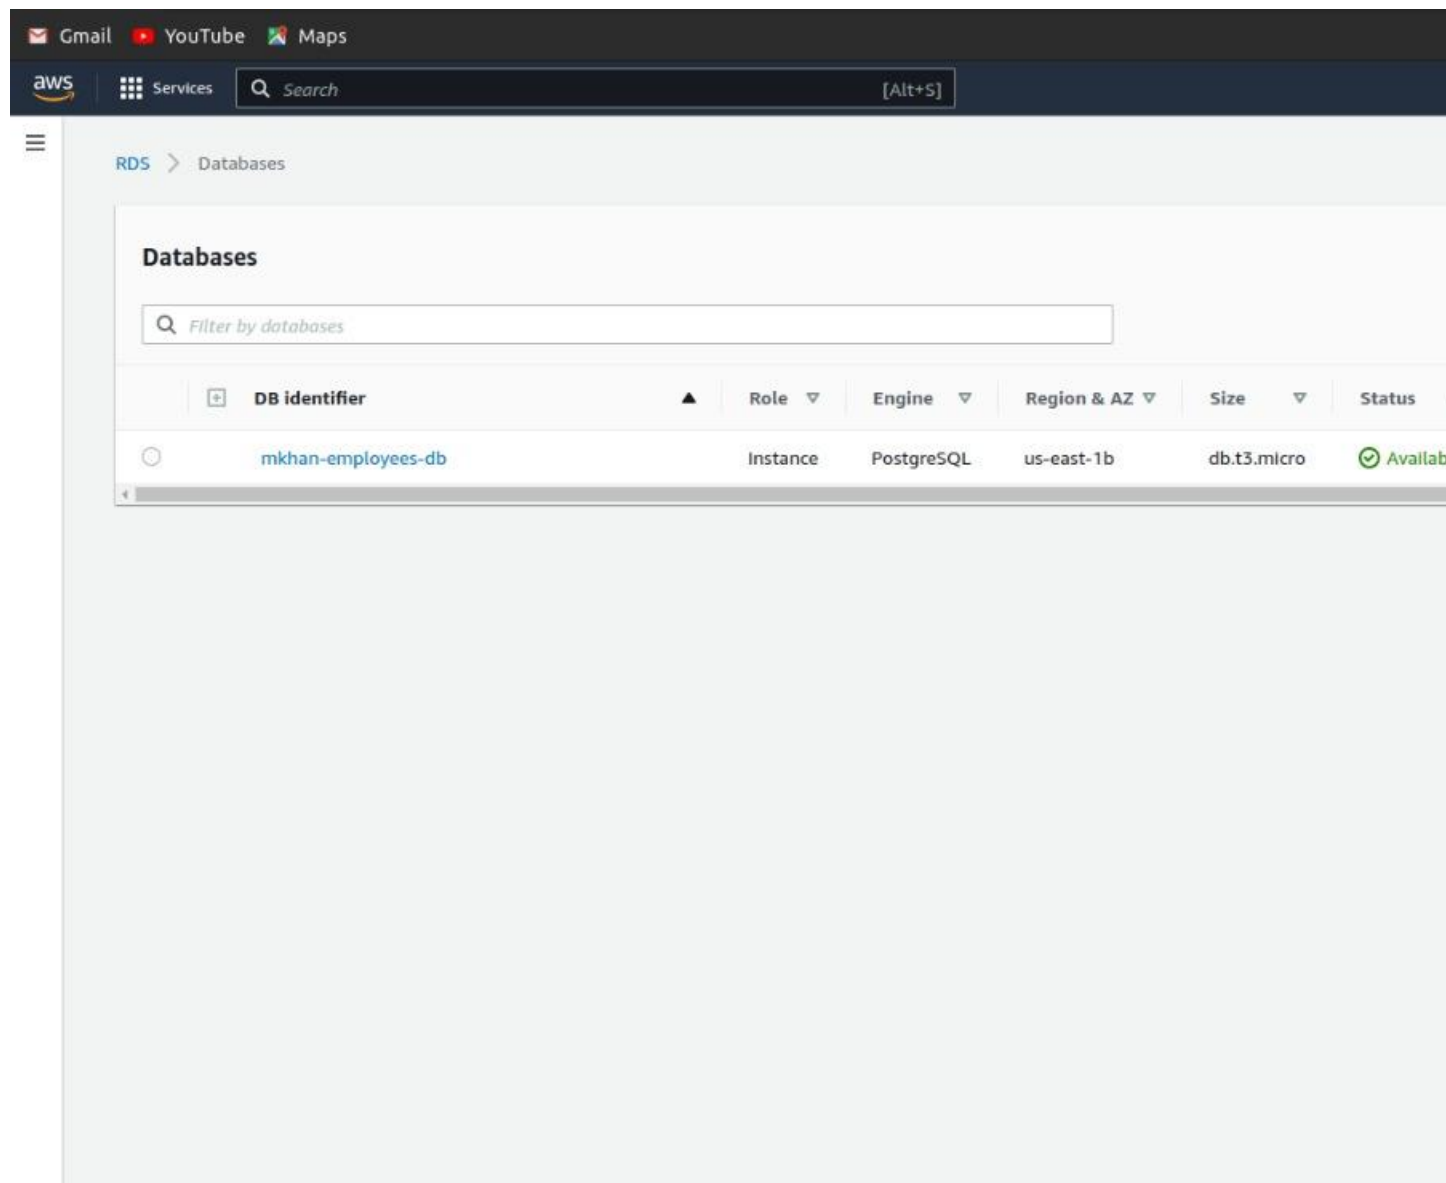 Gmail YouTube Maps
aws Services Search [Alt+S]
RDS Databases
Databases
Filter by databases
DB identifier Role Engine Region & AZ Size Status
mkhan-employees-db Instance PostgreSQL us-east-1b db.t3.micro Availab